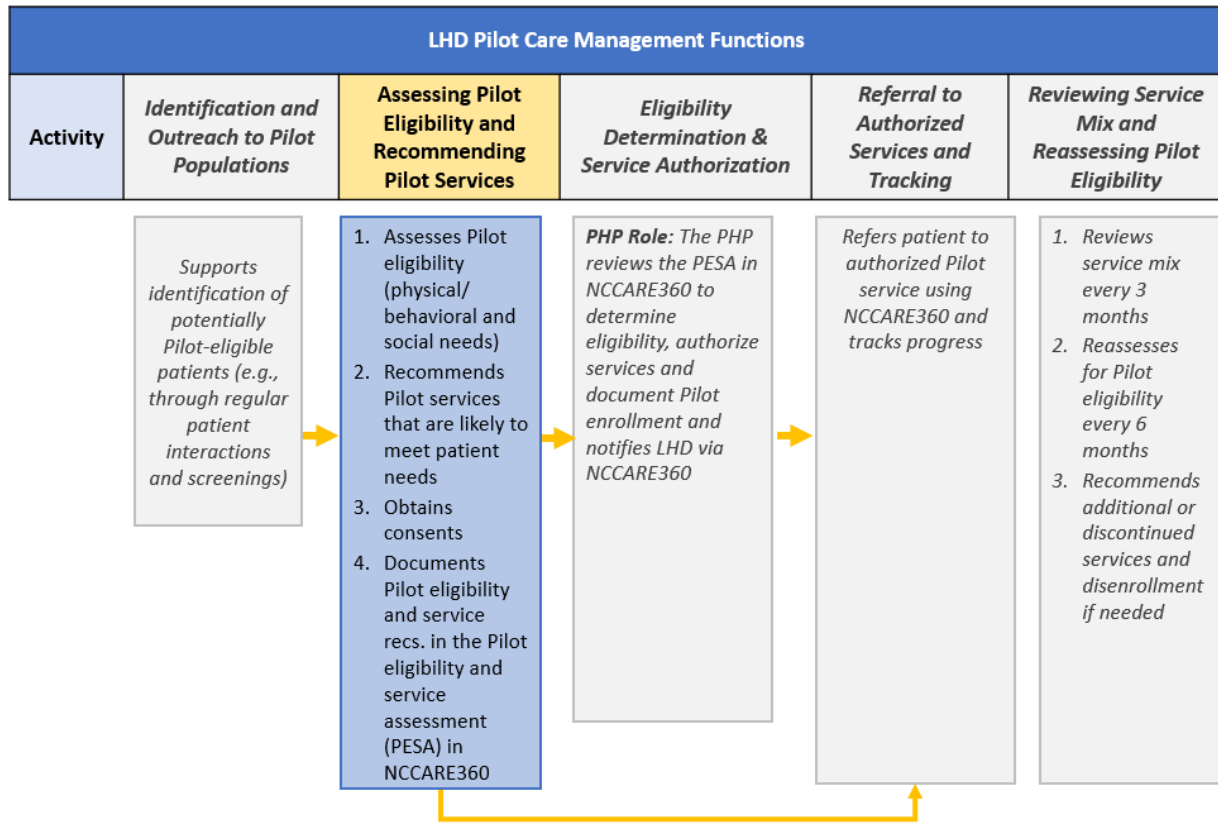 LHD Pilot Care Management Functions
Activity
Identification and
Outreach to Pilot
Populations
Assessing Pilot
Eligibility and
Recommending
Pilot Services
Eligibility
Determination &
Service Authorization
Referral to
Authorized
Services and
Tracking
Reviewing Service
Mix and
Reassessing Pilot
Eligibility
Supports
identification of
potentially
Pilot-eligible
patients (e.g.,
through regular
patient
interactions
and screenings)
1. Assesses Pilot
eligibility
(physical/
behavioral and
social needs)
2. Recommends
Pilot services
that are likely to
meet patient
needs
3. Obtains
consents
4. Documents
Pilot eligibility
and service
recs. in the Pilot
eligibility and
service
assessment
(PESA) in
NCCARE360
PHP Role: The PHP
reviews the PESA in
NCCARE360 to
determine
eligibility, authorize
services and
document Pilot
enrollment and
notifies LHD via
NCCARE360
Refers patient to
authorized Pilot
service using
NCCARE360 and
tracks progress
1. Reviews
service mix
every 3
months
2. Reassesses
for Pilot
eligibility
every 6
months
3. Recommends
additional or
discontinued
services and
disenrollment
if needed